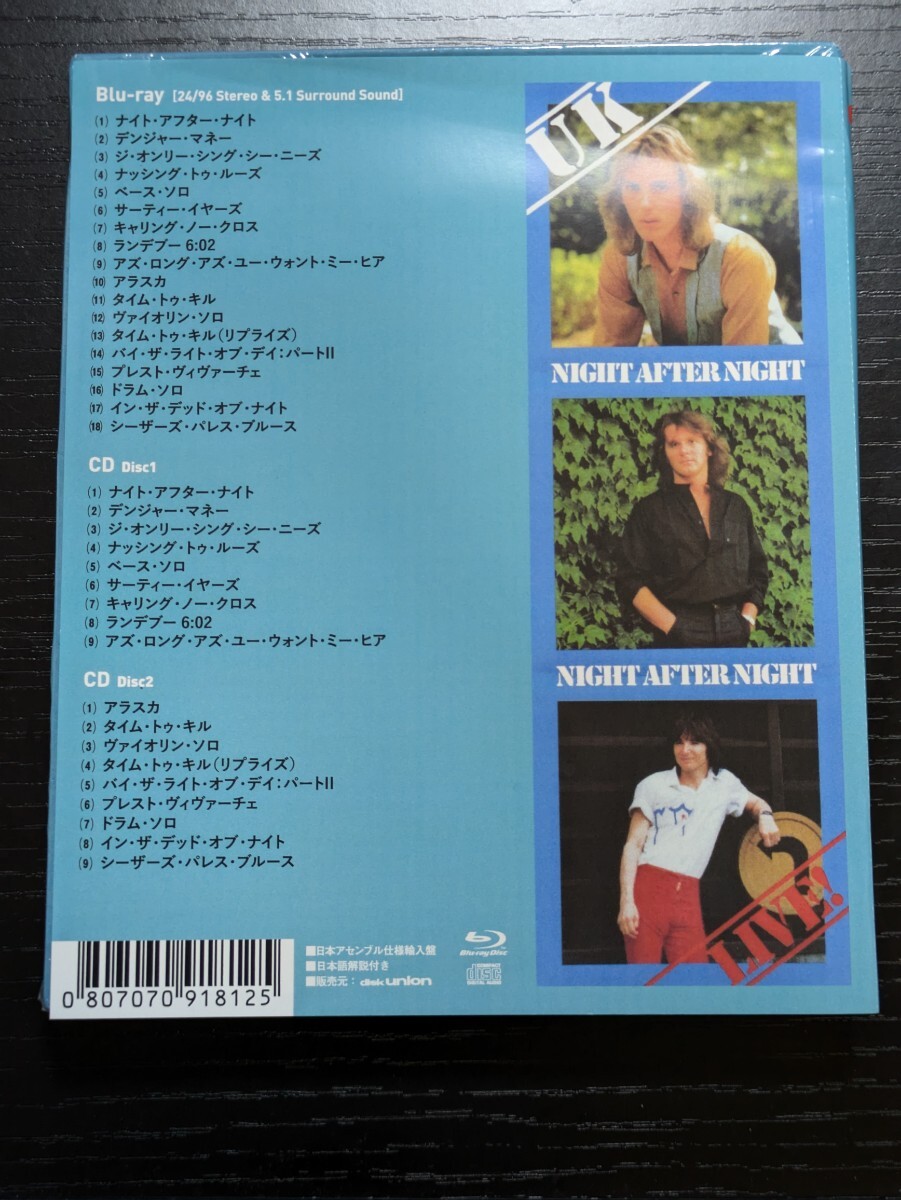 Blu-ray [24/96 Stereo & 5.1 Surround Sound]
(1) ナイト・アフター・ナイト
(2) デンジャー・マネー
(3) ジ・オンリー・シング・シー・ニーズ
(4) ナッシング・トゥ・ルーズ
(5) ベース・ソロ
(6) サーティー・イヤーズ
(7) キャリング・ノー・クロス
(8) ランデブー 6:02
(9) アズ・ロング・アズ・ユー・ウォント・ミー・ヒア
(10) アラスカ
(11) タイム・トゥ・キル
(12) ヴァイオリン・ソロ
(13) タイム・トゥ・キル(リプライズ)
(14) バイ・ザ・ライト・オブ・デイ:パートII
(15) プレスト・ヴィヴァーチェ
(16) ドラム・ソロ
(17) イン・ザ・デッド・オブ・ナイト
(18) シーザーズ・パレス・ブルース
CD Disc1
(1) ナイト・アフター・ナイト
(2) デンジャー・マネー
(3) ジ・オンリー・シング・シー・ニーズ
(4) ナッシング・トゥ・ルーズ
(5) ベース・ソロ
(6) サーティー・イヤーズ
(7) キャリング・ノー・クロス
(8) ランデブー 6:02
(9) アズ・ロング・アズ・ユー・ウォント・ミー・ヒア
CD Disc2
(1) アラスカ
(2) タイム・トゥ・キル
(3) ヴァイオリン・ソロ
(4) タイム・トゥ・キル(リプライズ)
(5) バイ・ザ・ライト・オブ・デイ:パートII
(6) プレスト・ヴィヴァーチェ
(7) ドラム・ソロ
(8) イン・ザ・デッド・オブ・ナイト
(9) シーザーズ・パレス・ブルース
0 807070 918125
■日本アセンブル仕様輸入盤
■日本語解説付き
■販売元: disk union
Blu-ray Disc
COMPACT
disc
DIGITAL AUDIO
UK
NIGHT AFTER NIGHT
NIGHT AFTER NIGHT
LIVE!